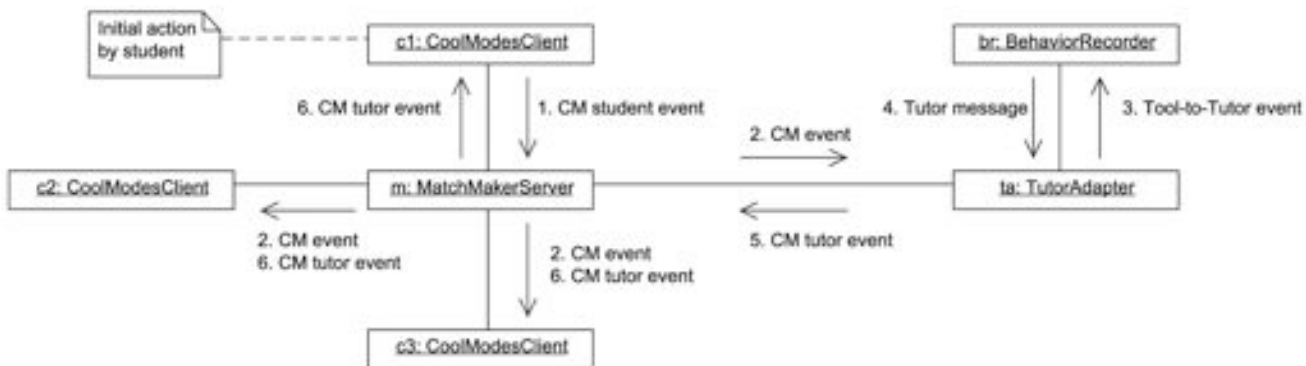 Initial action
by student
c1: CoolModesClient
br: BehaviorRecorder
6. CM tutor event
1. CM student event
4. Tutor message
3. Tool-to-Tutor event
2. CM event
c2: CoolModesClient
m: MatchMakerServer
ta: TutorAdapter
2. CM event
6. CM tutor event
2. CM event
6. CM tutor event
5. CM tutor event
c3: CoolModesClient